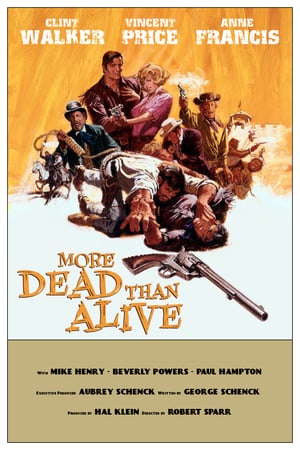 CLINT WALKER
VINCENT PRICE
ANNE FRANCIS
MORE
DEAD THAN
ALIVE
WITH MIKE HENRY · BEVERLY POWERS · PAUL HAMPTON
EXECUTIVE PRODUCER AUBREY SCHENCK WRITTEN BY GEORGE SCHENCK
PRODUCED BY HAL KLEIN DIRECTED BY ROBERT SPARR